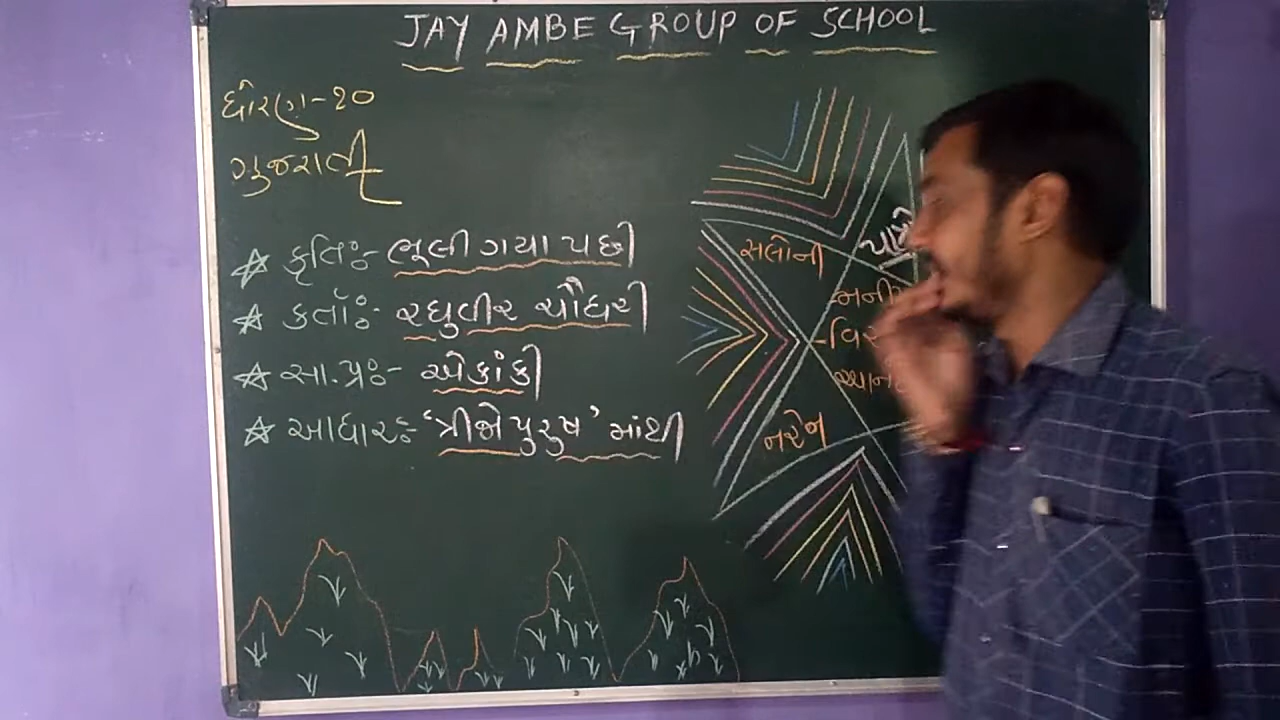 JAY AMBE GROUP OF SCHOOL
ધોરણ-૧૦
ગુજરાતી
કૃતિઃ- ભૂલી ગયા પછી
કર્તાઃ- રઘુવીર ચૌધરી
સા.પ્રઃ- એકાંકી
આધારઃ- 'ત્રીજો પુરુષ' માંથી
સલોની
નરેન